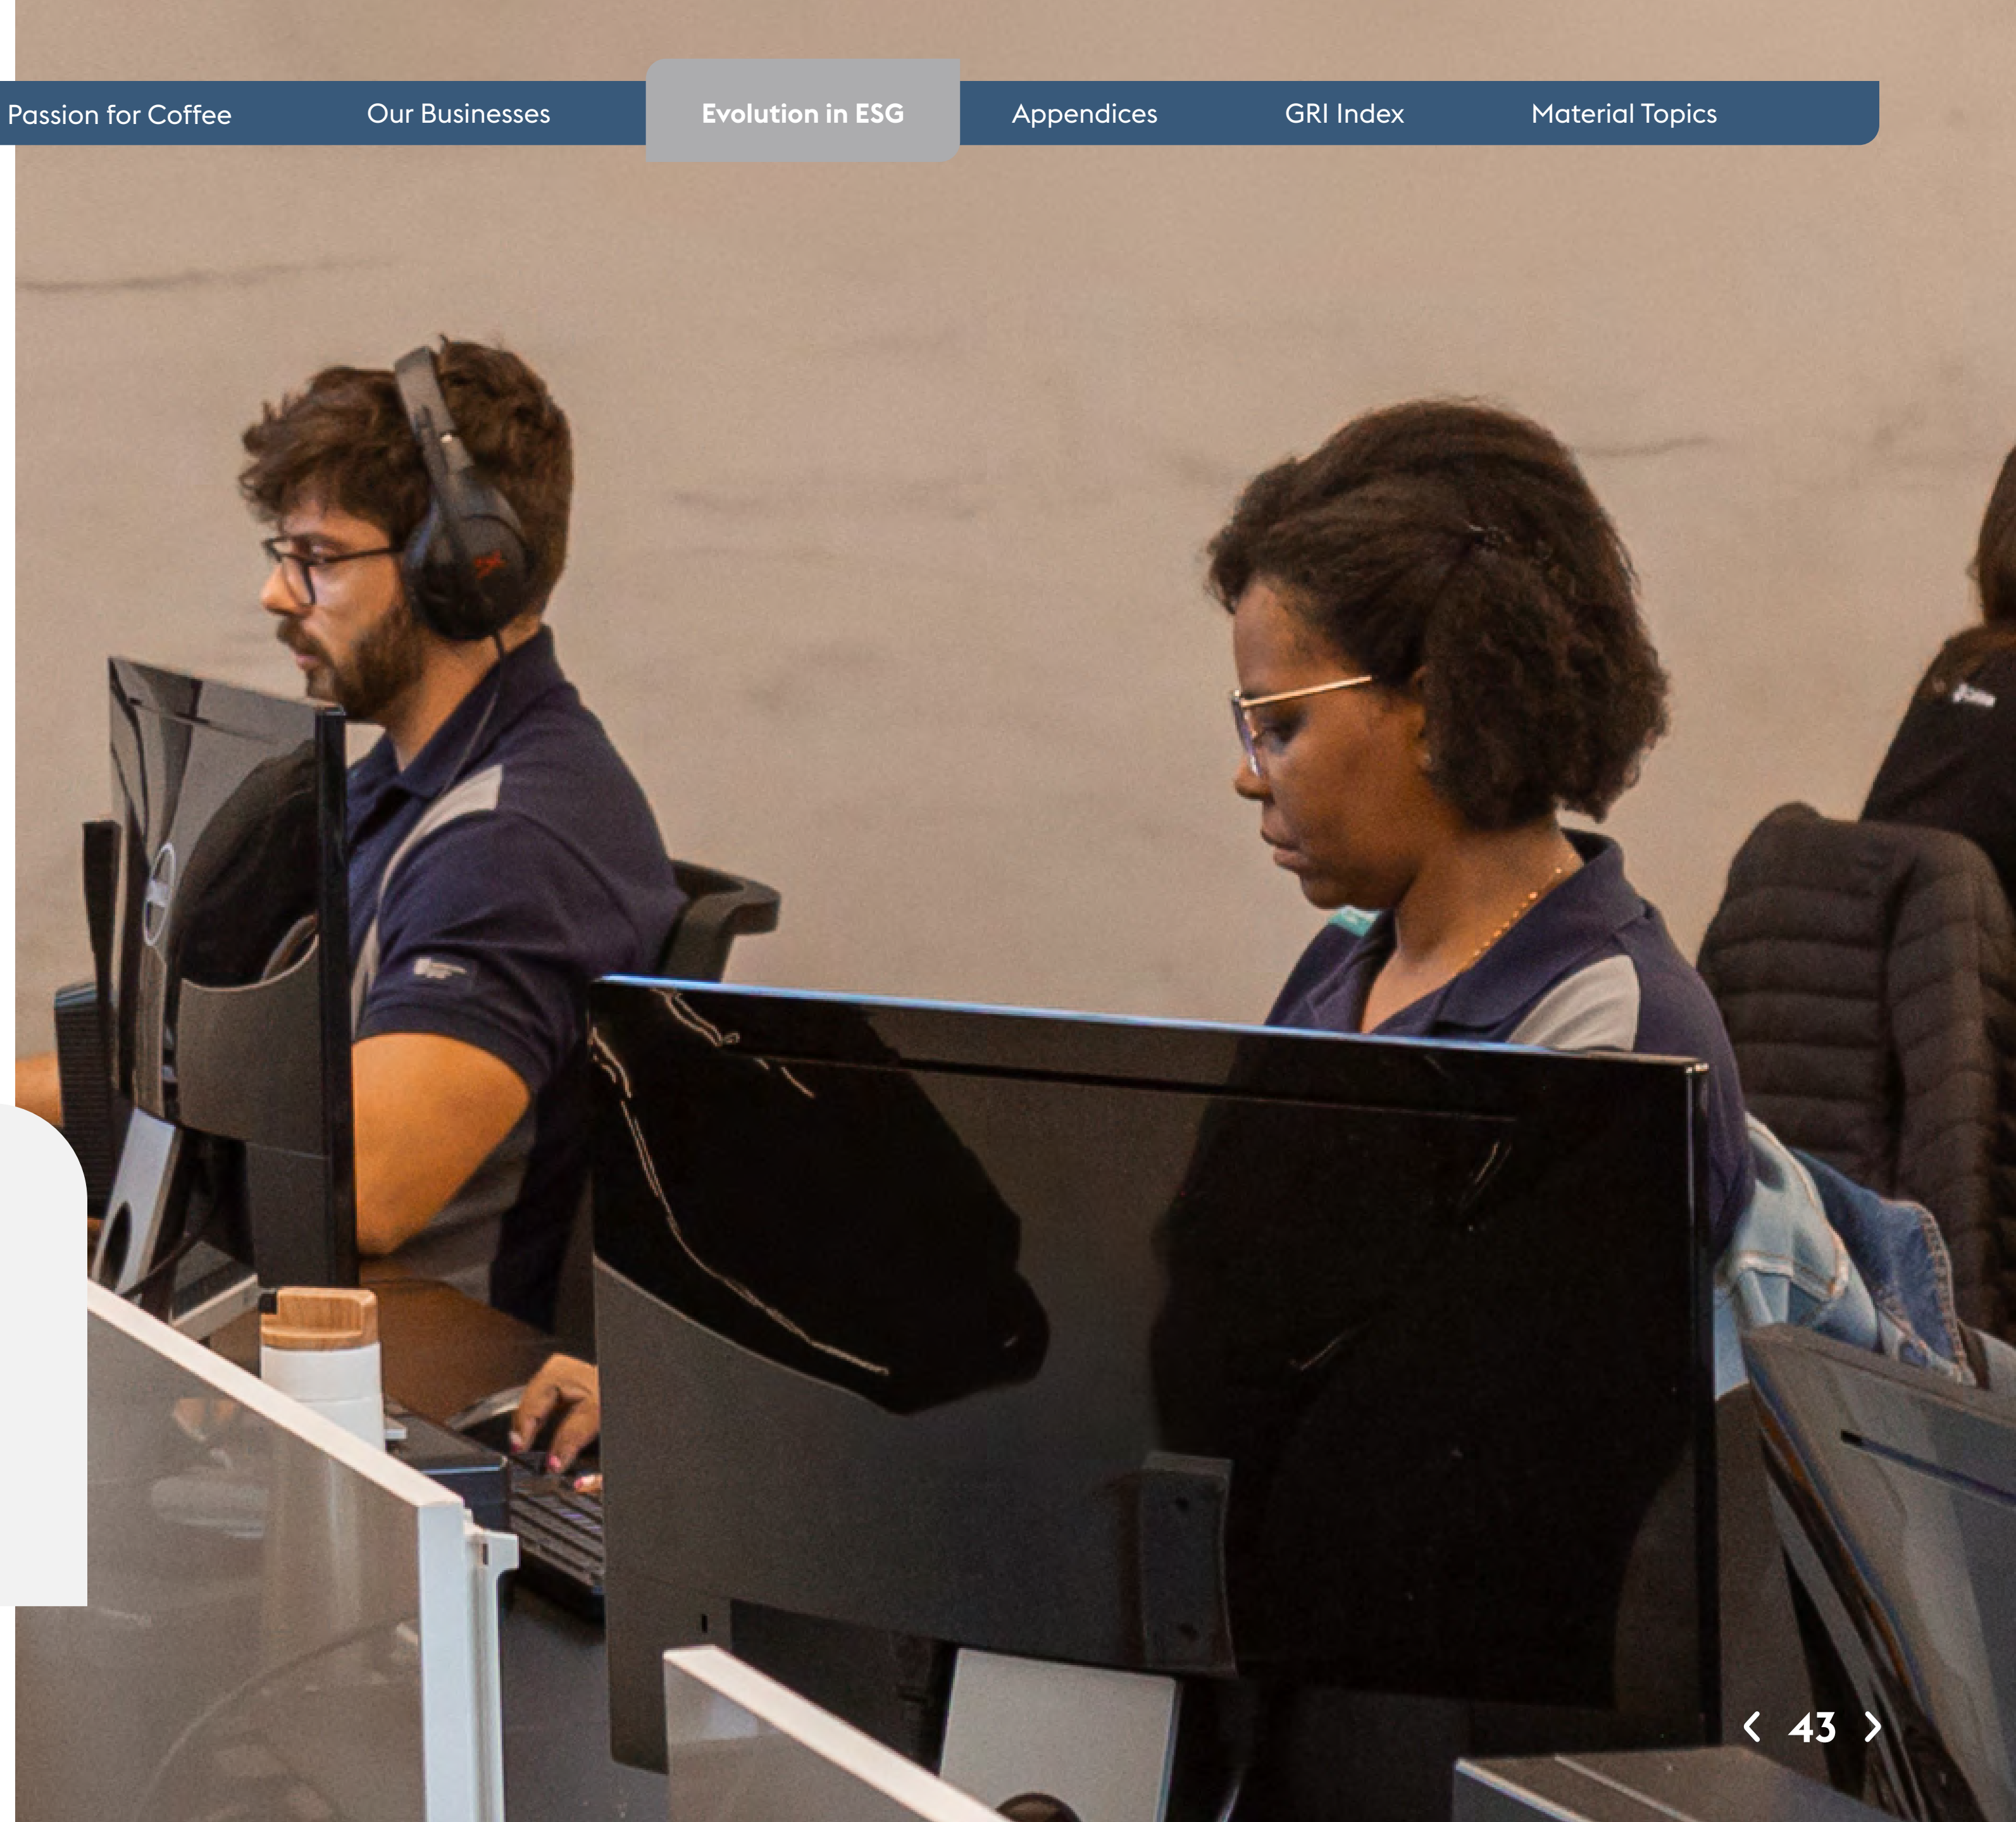 Passion for Coffee
Our Businesses
Evolution in ESG
Appendices
GRI Index
Material Topics
43